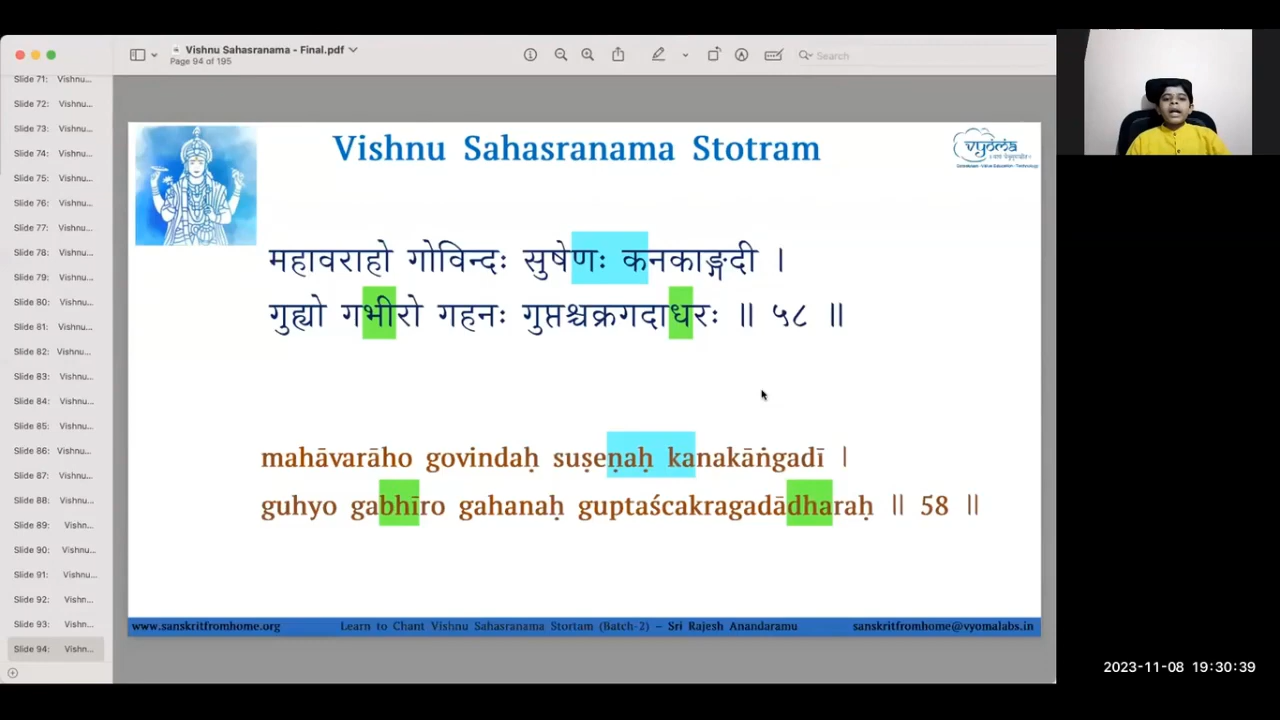 Vishnu Sahasranama - Final.pdf
Page 94 of 195
Search
Slide 71: Vishnu...
Slide 72: Vishnu...
Slide 73: Vishnu...
Slide 74: Vishnu...
Slide 75: Vishnu...
Slide 76: Vishnu...
Slide 77: Vishnu...
Slide 78: Vishnu...
Slide 79: Vishnu...
Slide 80: Vishnu...
Slide 81: Vishnu...
Slide 82: Vishnu...
Slide 83: Vishnu...
Slide 84: Vishnu...
Slide 85: Vishnu...
Slide 86: Vishnu...
Slide 87: Vishnu...
Slide 88: Vishnu...
Slide 89: Vishn...
Slide 90: Vishn...
Slide 91: Vishn...
Slide 92: Vishn...
Slide 93: Vishn...
Slide 94: Vishn...
Vishnu Sahasranama Stotram
vyoma
महावराहो गोविन्दः सुषेणः कनकाङ्गदी ।
गुह्यो गभीरो गहनः गुप्तश्चक्रगदाधरः ॥ ५८ ॥
mahāvarāho govindaḥ suṣeṇaḥ kanakāṅgadī |
guhyo gabhīro gahanaḥ guptaścakragadādharaḥ || 58 ||
www.sanskritfromhome.org Learn to Chant Vishnu Sahasranama Stortam (Batch-2) – Sri Rajesh Anandaramu sanskritfromhome@vyomalabs.in
2023-11-08 19:30:39